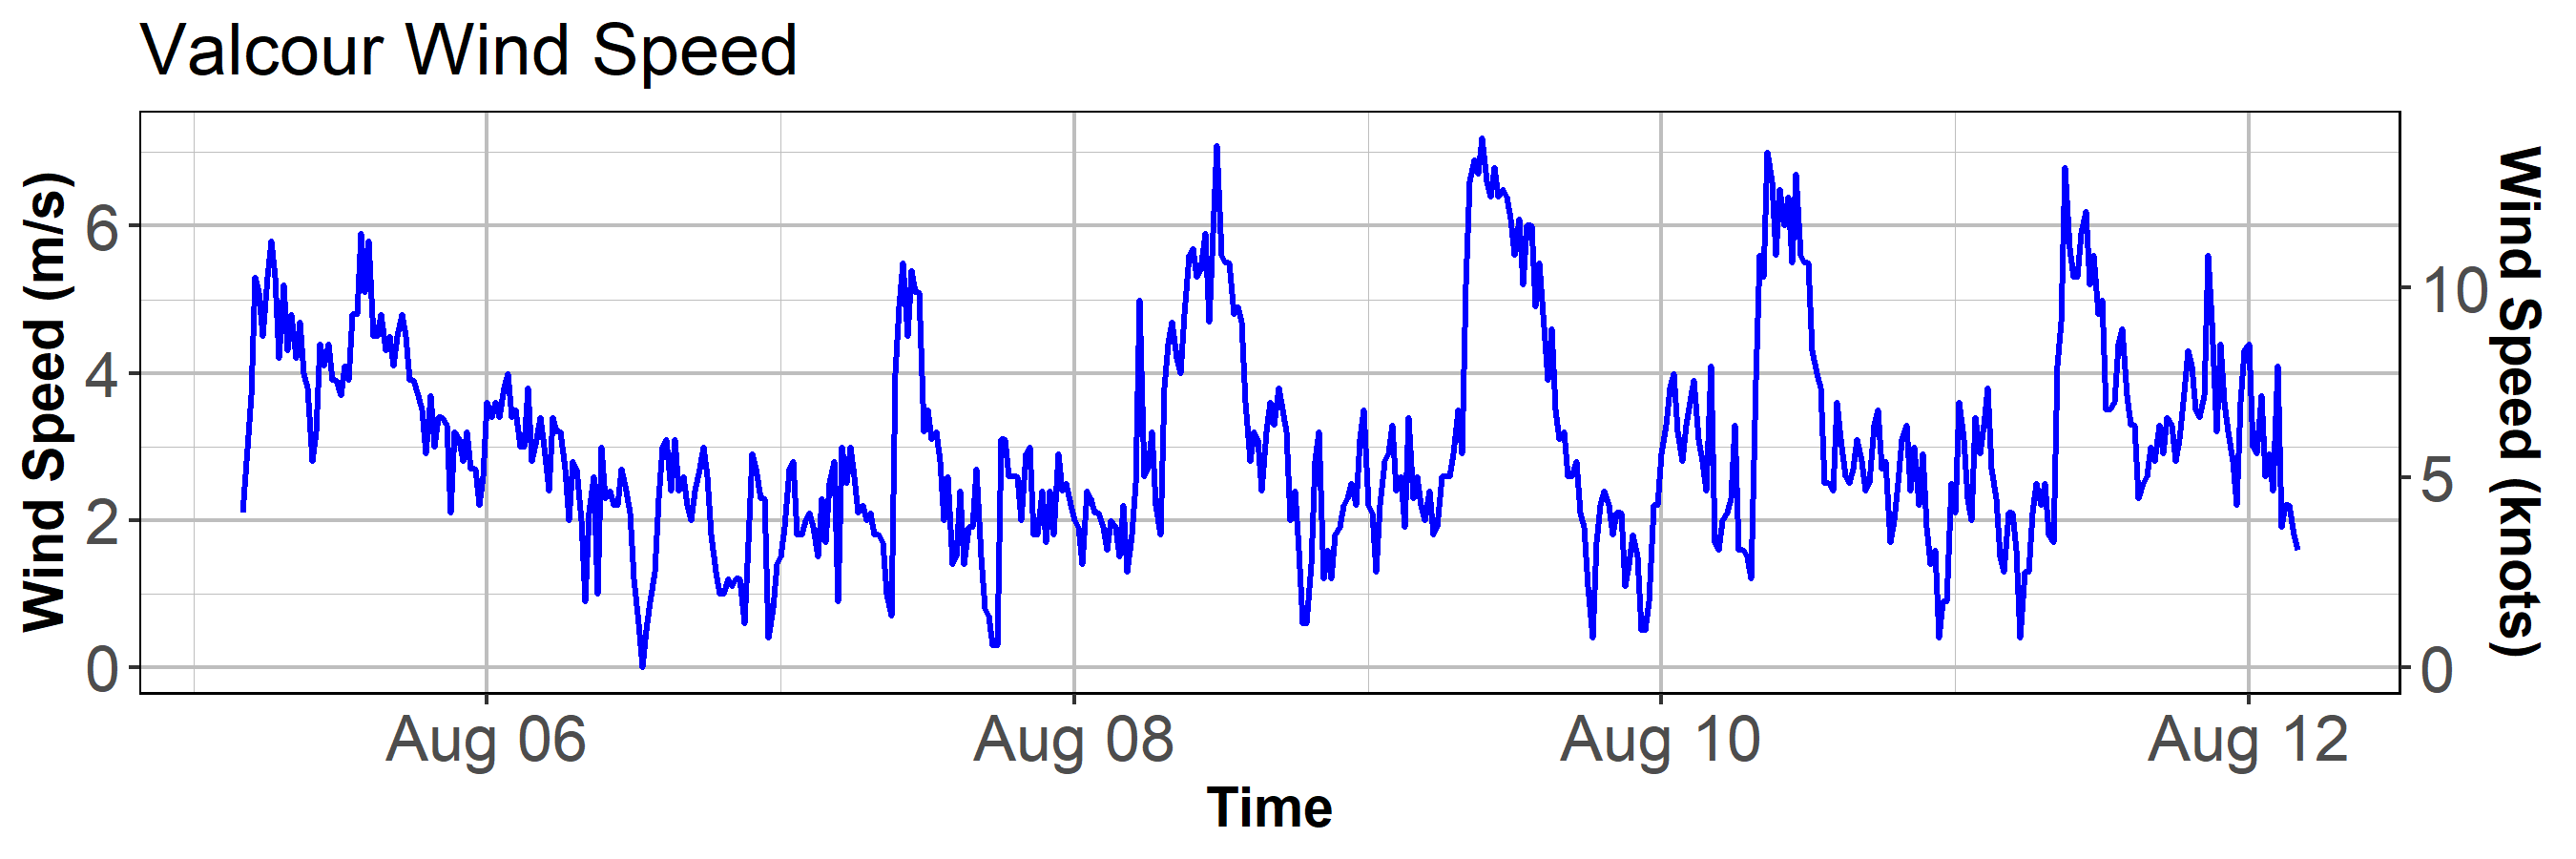 Valcour Wind Speed
Wind Speed (m/s)
6
4
2
0
10
5
0
Wind Speed (knots)
Aug 06
Aug 08
Aug 10
Aug 12
Time